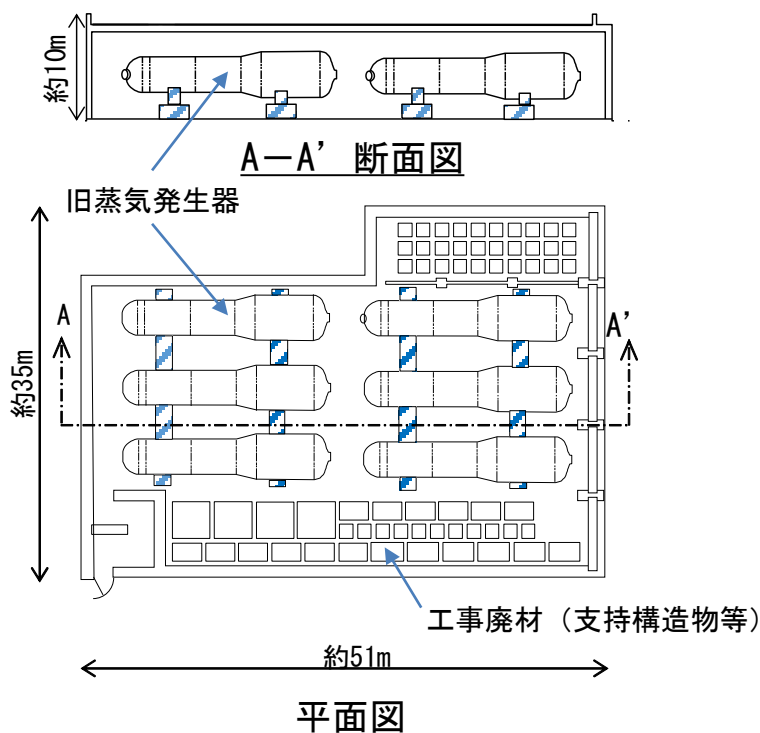 約10m
A－A’ 断面図
旧蒸気発生器
A
A’
約35m
工事廃材（支持構造物等）
約51m
平面図